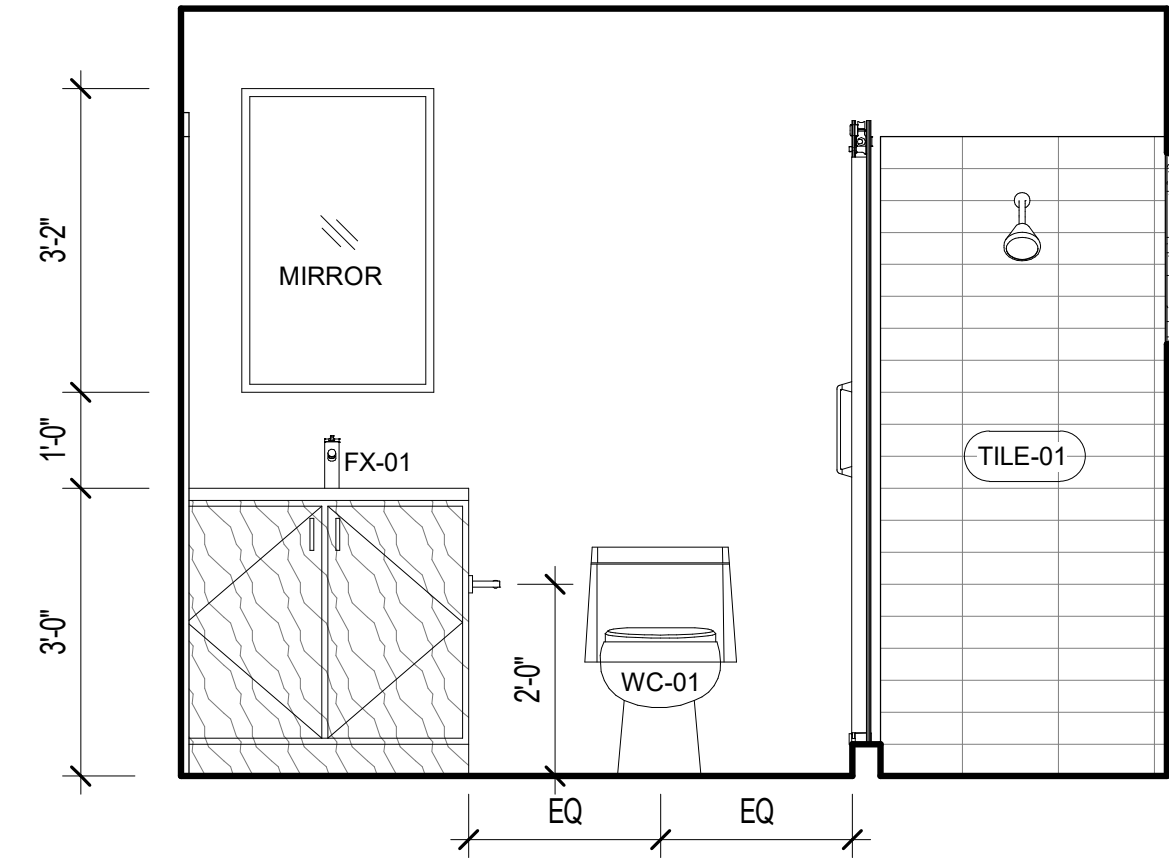 3'-2"
MIRROR
1'-0"
FX-01
TILE-01
3'-0"
2'-0"
WC-01
EQ
EQ